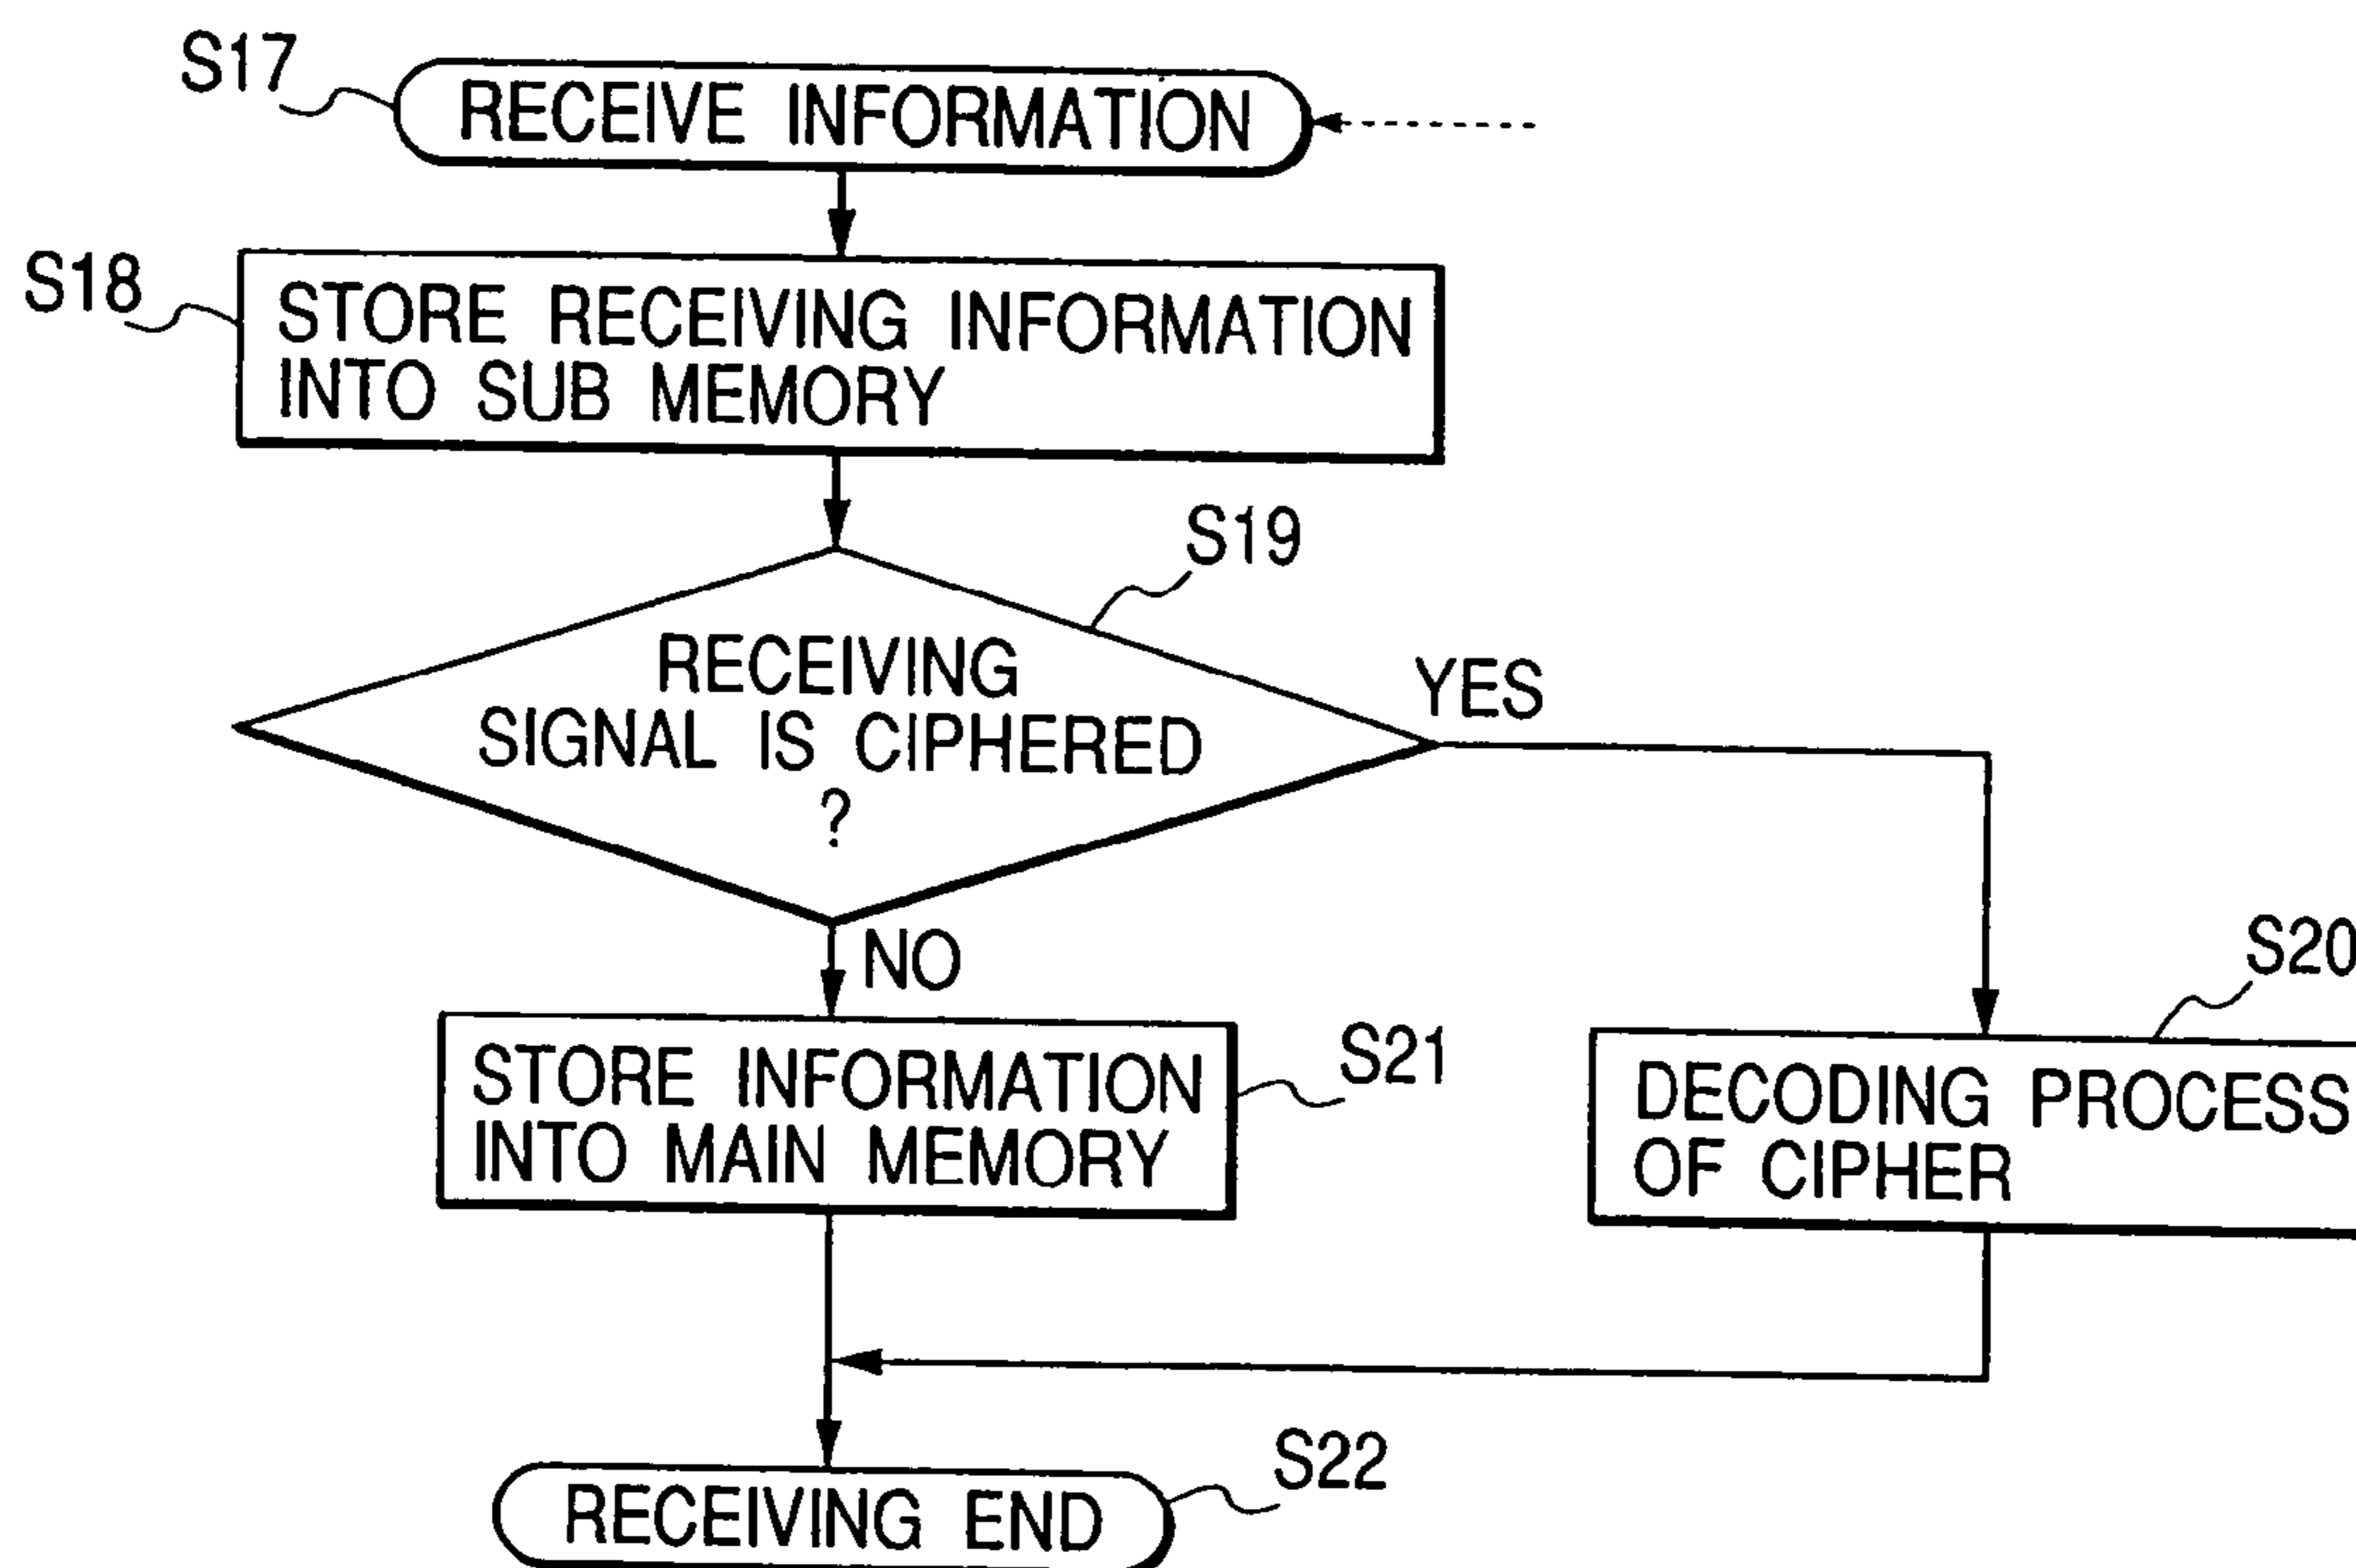 S17
RECEIVE INFORMATION
S18
STORE RECEIVING INFORMATION
INTO SUB MEMORY
S19
RECEIVING
SIGNAL IS CIPHERED
?
YES
NO
S20
STORE INFORMATION
INTO MAIN MEMORY
S21
DECODING PROCESS
OF CIPHER
S22
RECEIVING END